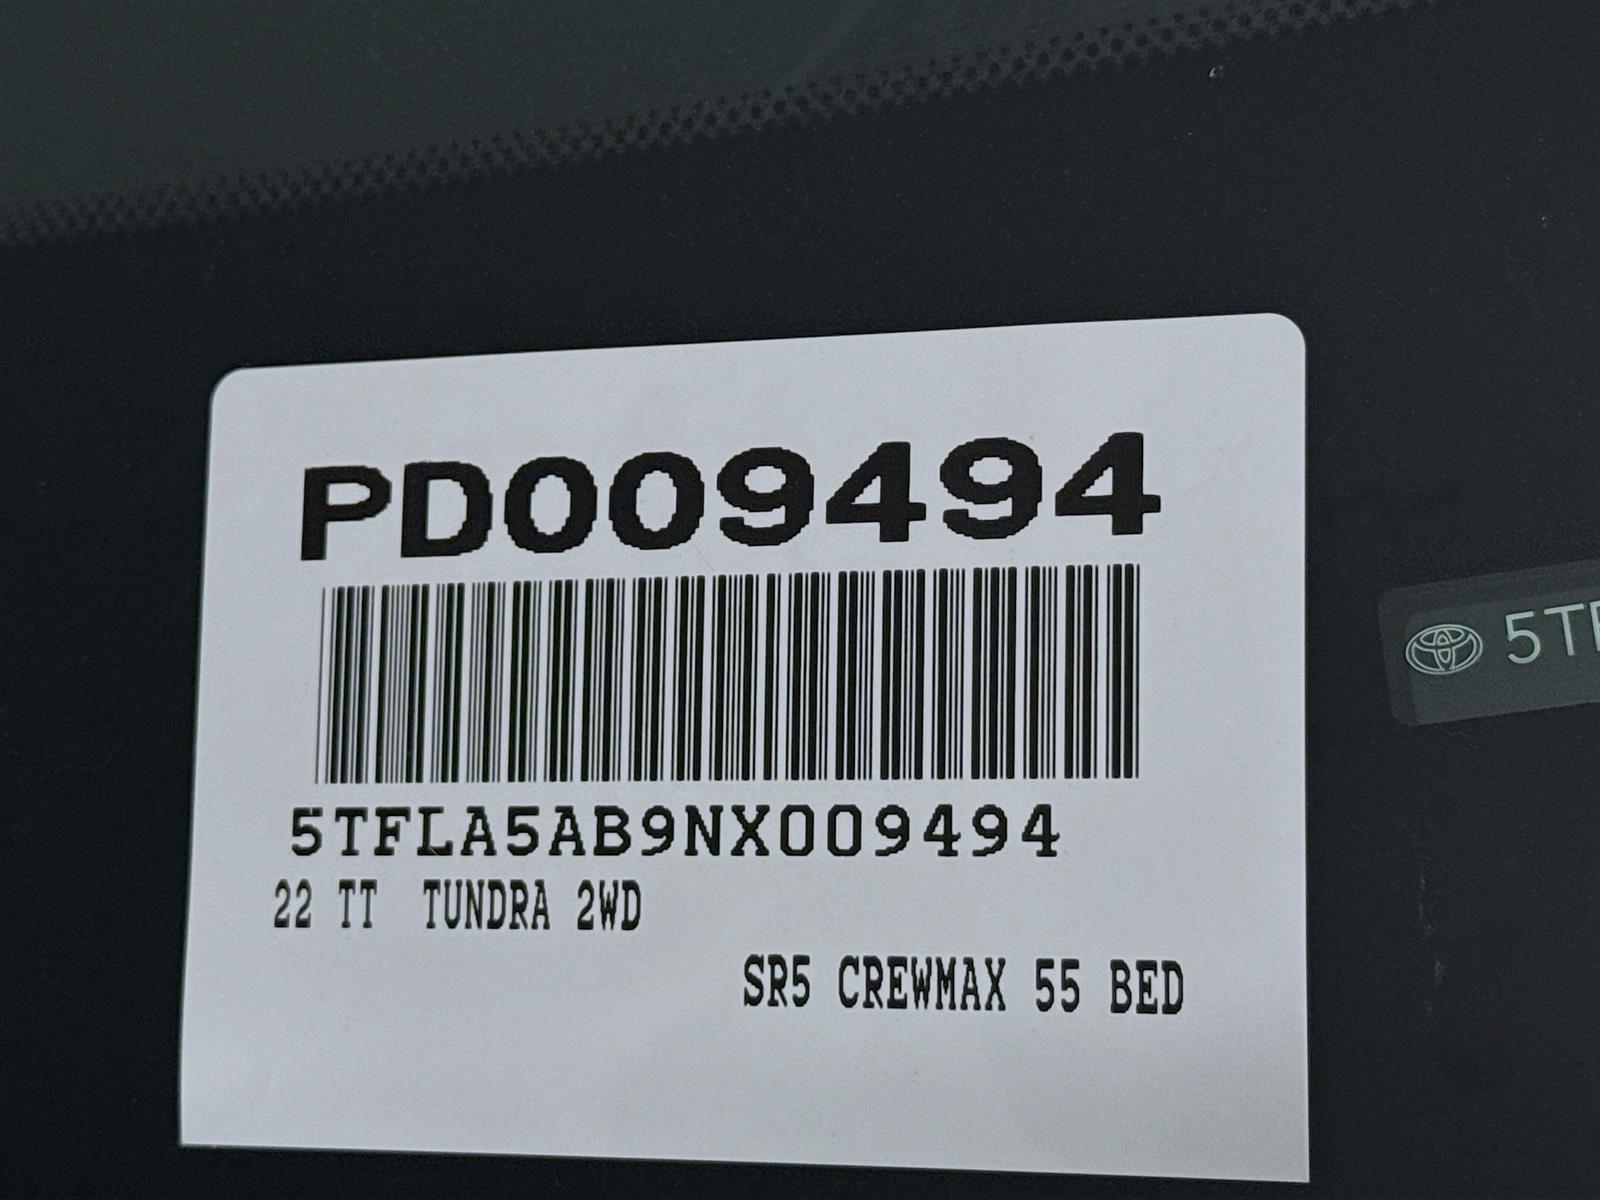 PD009494
5TFLA5AB9NX009494
22 TT TUNDRA 2WD
SR5 CREWMAX 55 BED
5TF